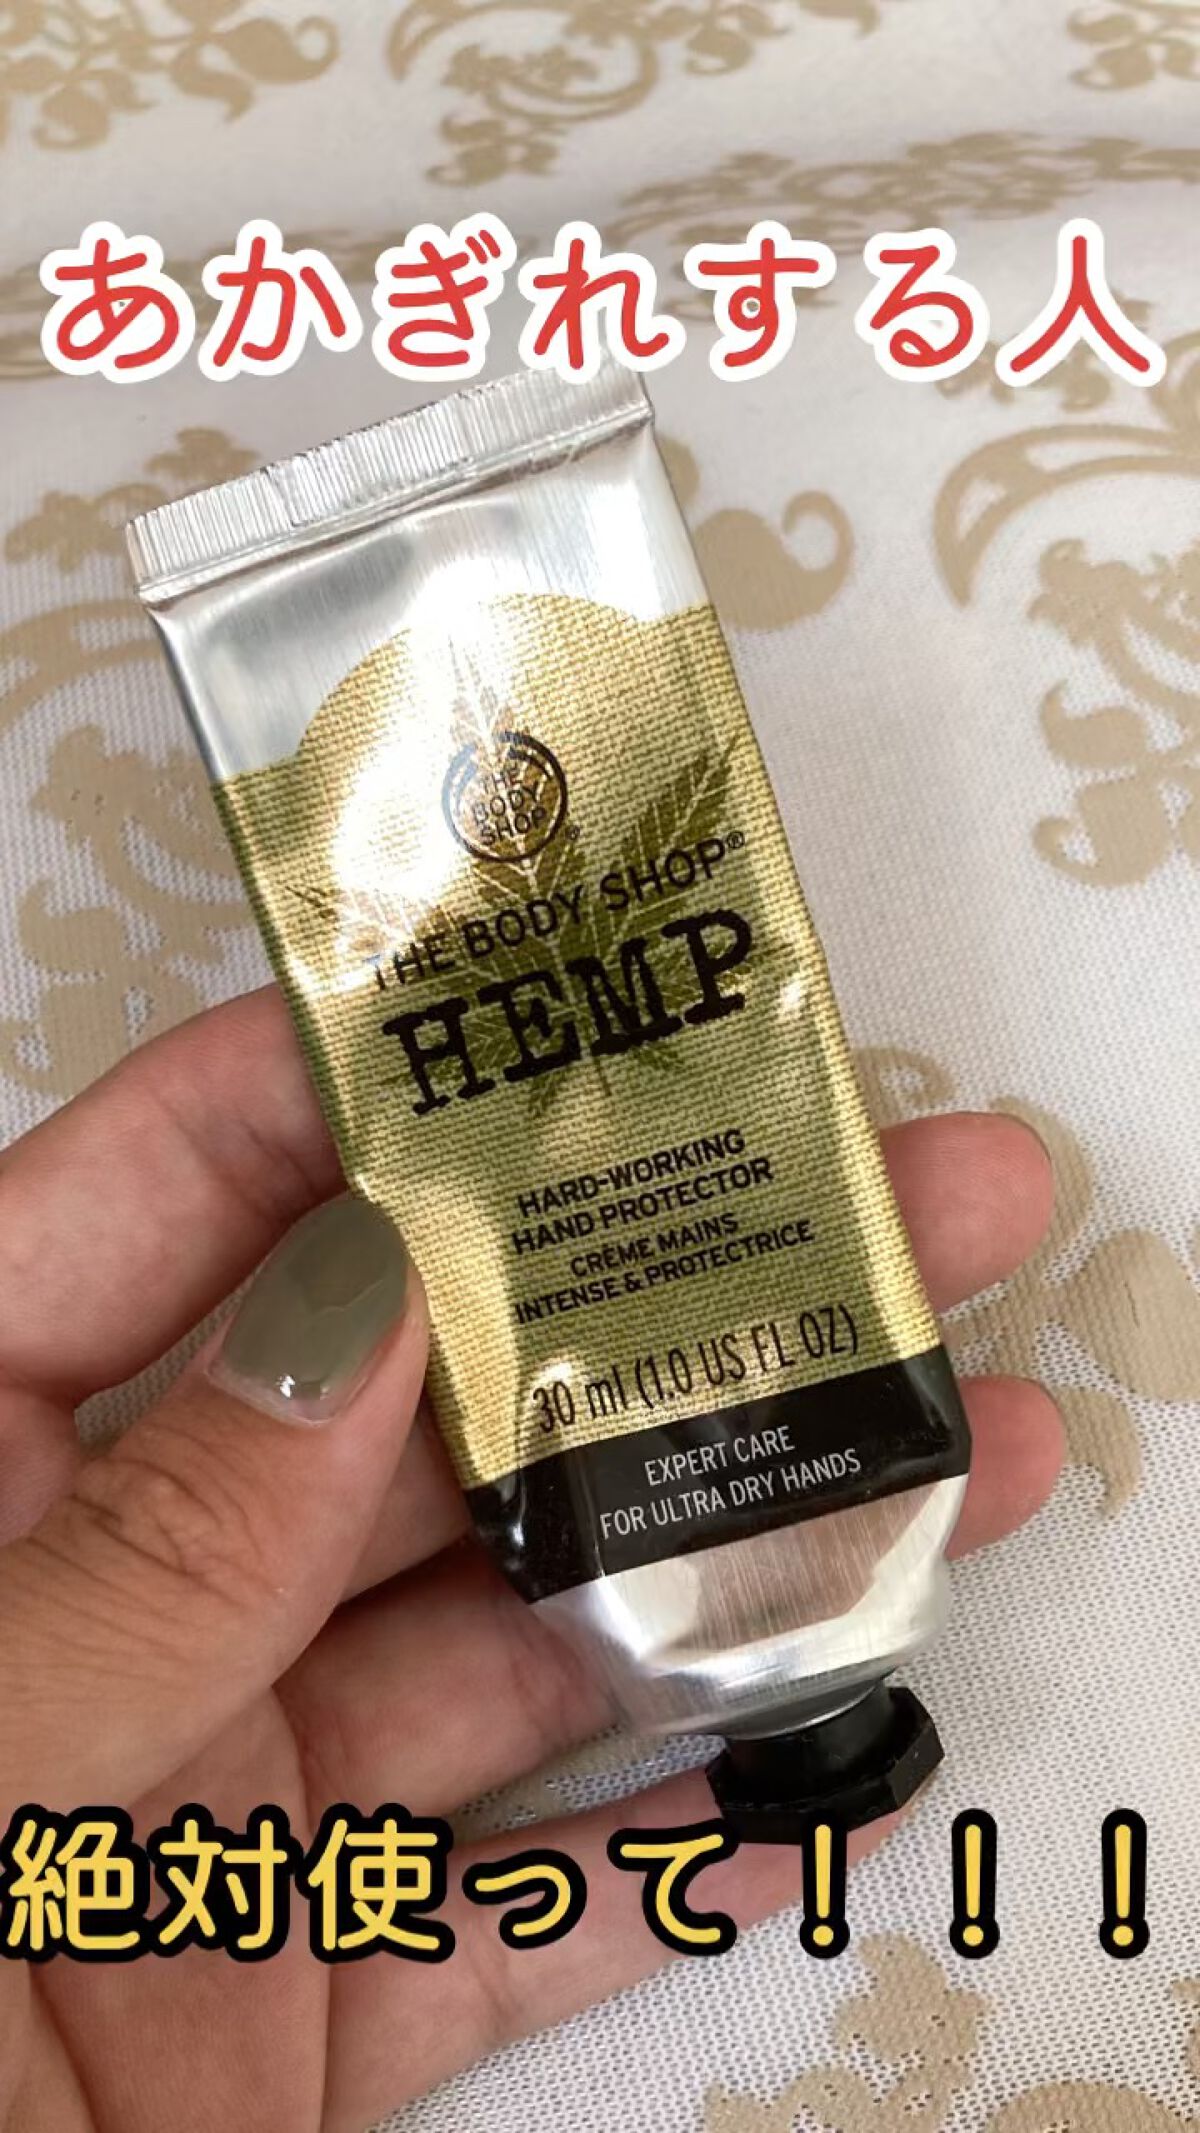 あかぎれする人
THE
BODY
SHOP
®
THE BODY SHOP®
HEMP
HARD-WORKING
HAND PROTECTOR
CRÈME MAINS
INTENSE & PROTECTRICE
30 ml (1.0 US FL OZ)
EXPERT CARE
FOR ULTRA DRY HANDS
絶対使って！！！